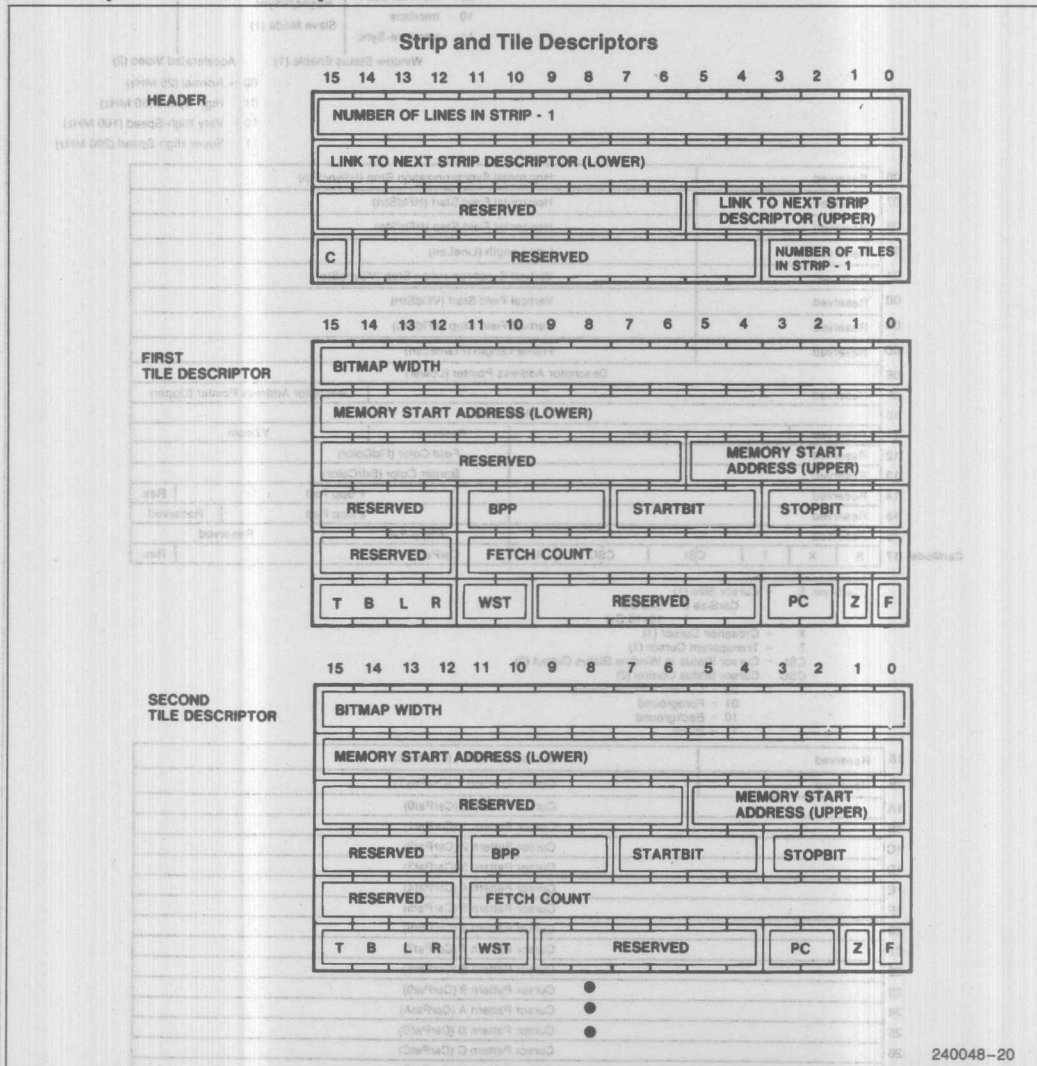 Strip and Tile Descriptors
15 14 13 12 11 10 9 8 7 6 5 4 3 2 1 0
HEADER
NUMBER OF LINES IN STRIP - 1
LINK TO NEXT STRIP DESCRIPTOR (LOWER)
RESERVED LINK TO NEXT STRIP
DESCRIPTOR (UPPER)
C RESERVED NUMBER OF TILES
IN STRIP - 1
15 14 13 12 11 10 9 8 7 6 5 4 3 2 1 0
FIRST
TILE DESCRIPTOR
BITMAP WIDTH
MEMORY START ADDRESS (LOWER)
RESERVED MEMORY START
ADDRESS (UPPER)
RESERVED BPP STARTBIT STOPBIT
RESERVED FETCH COUNT
T B L R WST RESERVED PC Z F
15 14 13 12 11 10 9 8 7 6 5 4 3 2 1 0
SECOND
TILE DESCRIPTOR
BITMAP WIDTH
MEMORY START ADDRESS (LOWER)
RESERVED MEMORY START
ADDRESS (UPPER)
RESERVED BPP STARTBIT STOPBIT
RESERVED FETCH COUNT
T B L R WST RESERVED PC Z F
240048-20